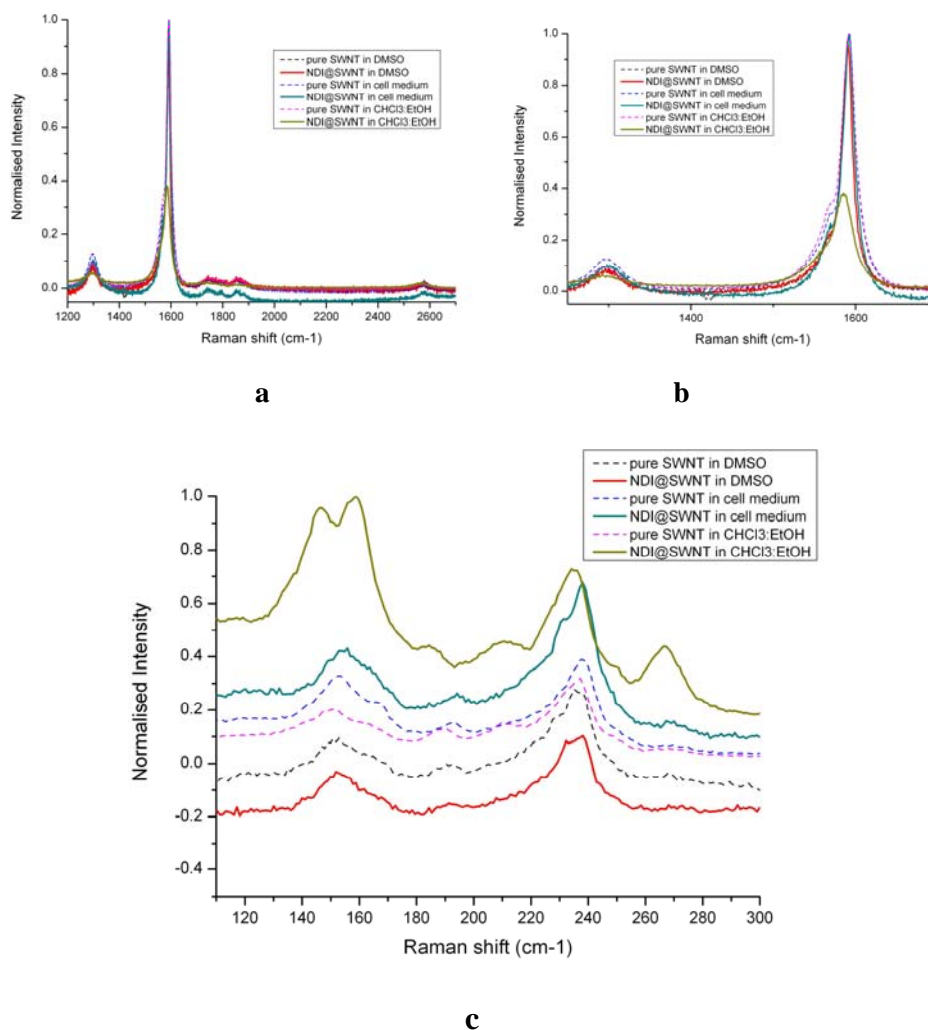 Normalised Intensity
1.0
0.8
0.6
0.4
0.2
0.0
pure SWNT in DMSO
NDI@SWNT in DMSO
pure SWNT in cell medium
NDI@SWNT in cell medium
pure SWNT in CHCl3:EtOH
NDI@SWNT in CHCl3:EtOH
1200 1400 1600 1800 2000 2200 2400 2600
Raman shift (cm-1)
a
Normalised Intensity
1.0
0.8
0.6
0.4
0.2
0.0
pure SWNT in DMSO
NDI@SWNT in DMSO
pure SWNT in cell medium
NDI@SWNT in cell medium
pure SWNT in CHCl3:EtOH
NDI@SWNT in CHCl3:EtOH
1400 1600
Raman shift (cm-1)
b
Normalised Intensity
1.0
0.8
0.6
0.4
0.2
0.0
-0.2
-0.4
pure SWNT in DMSO
NDI@SWNT in DMSO
pure SWNT in cell medium
NDI@SWNT in cell medium
pure SWNT in CHCl3:EtOH
NDI@SWNT in CHCl3:EtOH
120 140 160 180 200 220 240 260 280 300
Raman shift (cm-1)
c